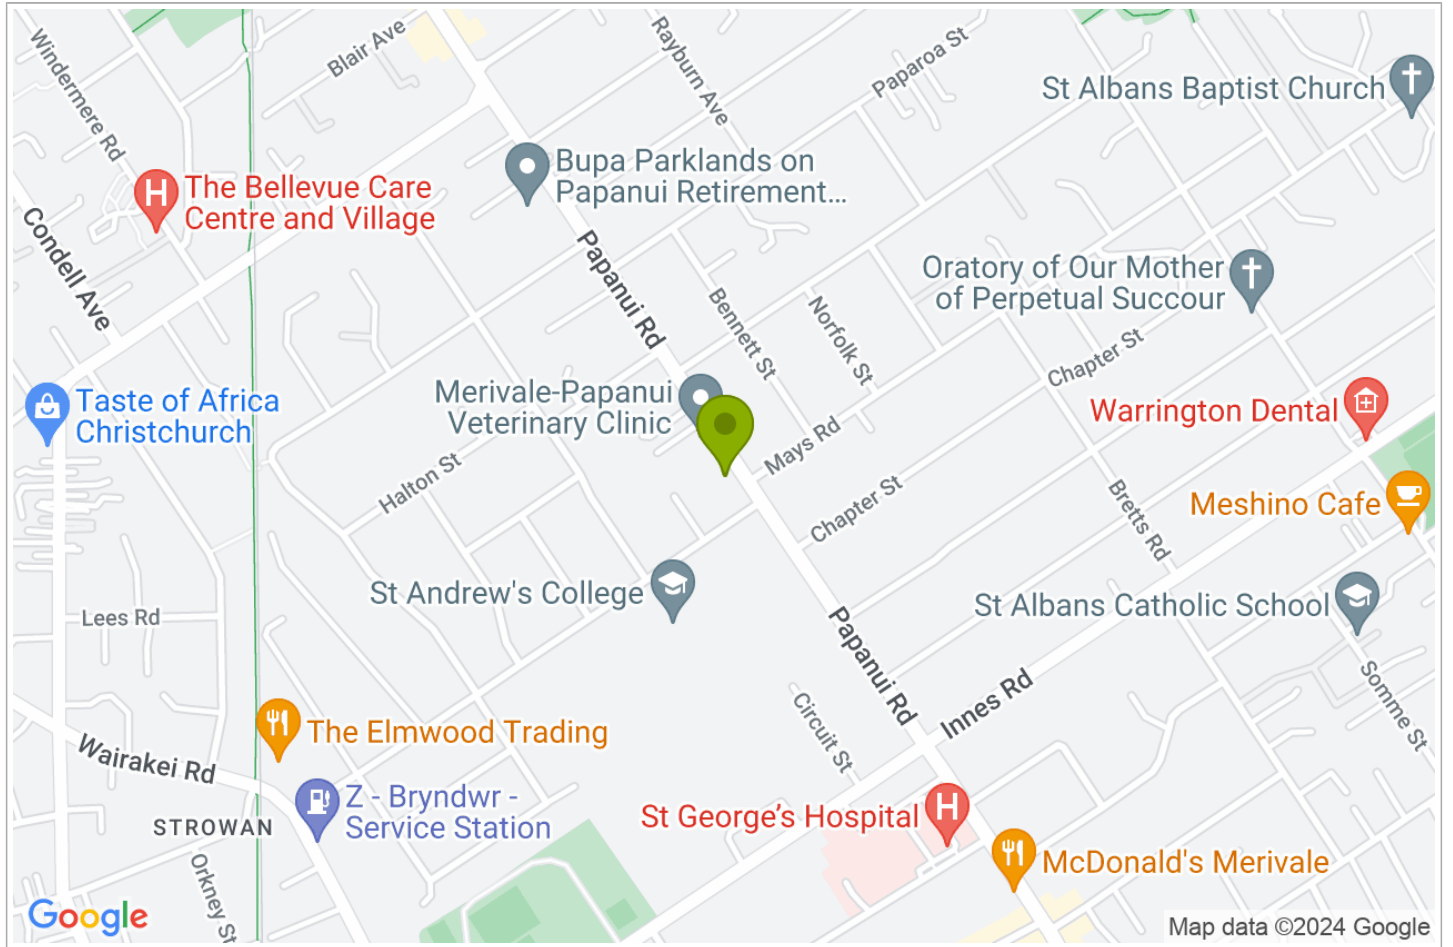 Windermere Rd
Blair Ave
Rayburn Ave
Paparoa St
St Albans Baptist Church
Bupa Parklands on
Papanui Retirement...
H
The Bellevue Care
Centre and Village
Condell Ave
Papanui Rd
Oratory of Our Mother
of Perpetual Succour
Bennett St
Norfolk St
Chapter St
Merivale-Papanui
Veterinary Clinic
Taste of Africa
Christchurch
Warrington Dental
Mays Rd
Halton St
Chapter St
Bretts Rd
Meshino Cafe
St Andrew's College
St Albans Catholic School
Lees Rd
Papanui Rd
Innes Rd
Somme St
Circuit St
The Elmwood Trading
Wairakei Rd
Z - Bryndwr -
Service Station
STROWAN
St George's Hospital
H
McDonald's Merivale
Orkney St
Google
Map data ©2024 Google